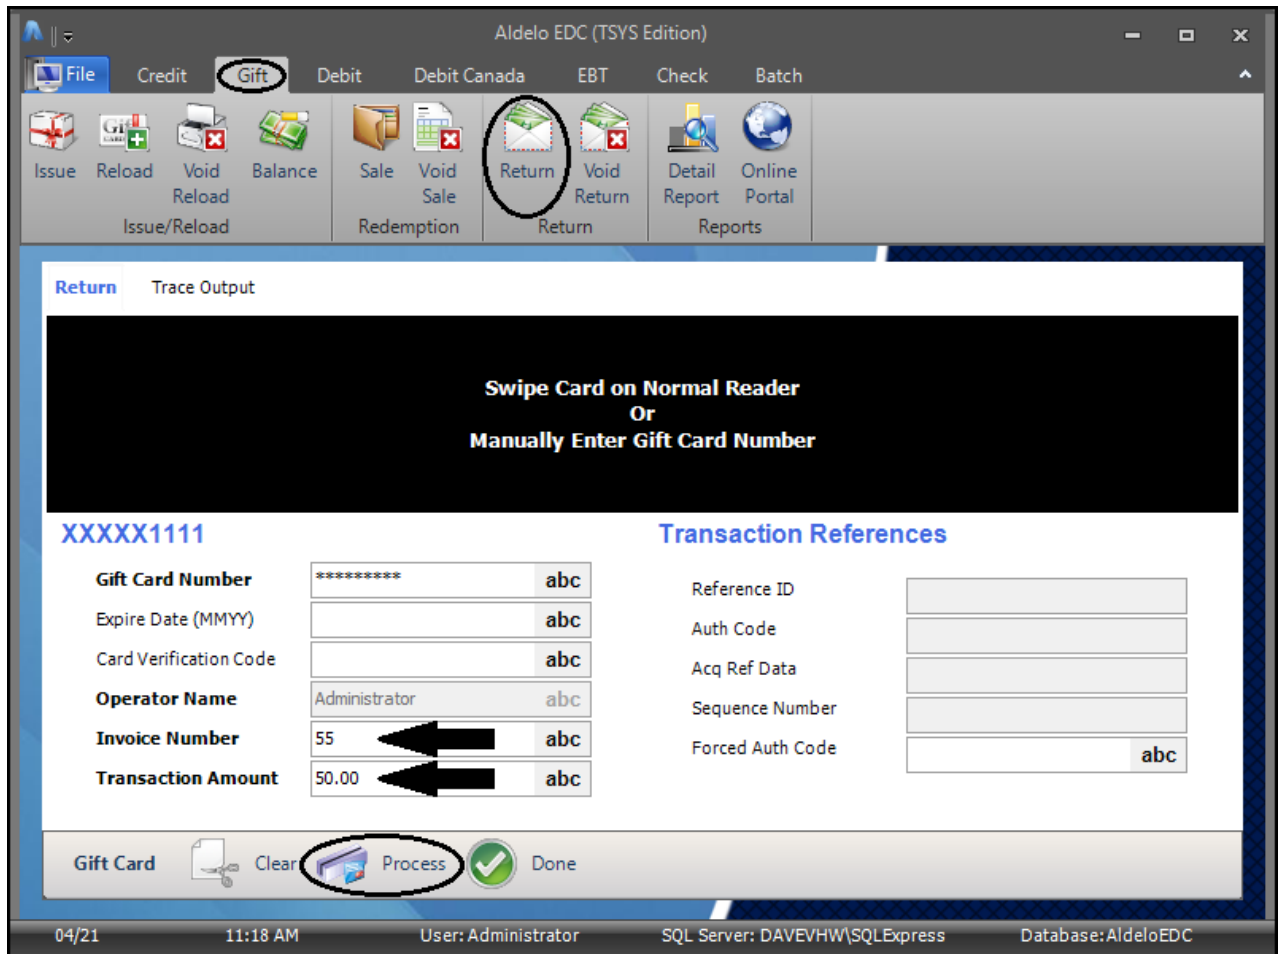 Aldelo EDC (TSYS Edition)
File Credit Gift Debit Debit Canada EBT Check Batch
Issue Reload Void Reload Balance Sale Void Sale Return Void Return Detail Report Online Portal
Issue/Reload Redemption Return Reports
Return Trace Output
Swipe Card on Normal Reader
Or
Manually Enter Gift Card Number
XXXXX1111
Gift Card Number ********* abc
Expire Date (MMYY) abc
Card Verification Code abc
Operator Name Administrator abc
Invoice Number 55 abc
Transaction Amount 50.00 abc
Transaction References
Reference ID
Auth Code
Acq Ref Data
Sequence Number
Forced Auth Code abc
Gift Card Clear Process Done
04/21 11:18 AM User: Administrator SQL Server: DAVEVHW\SQLExpress Database:AldeloEDC